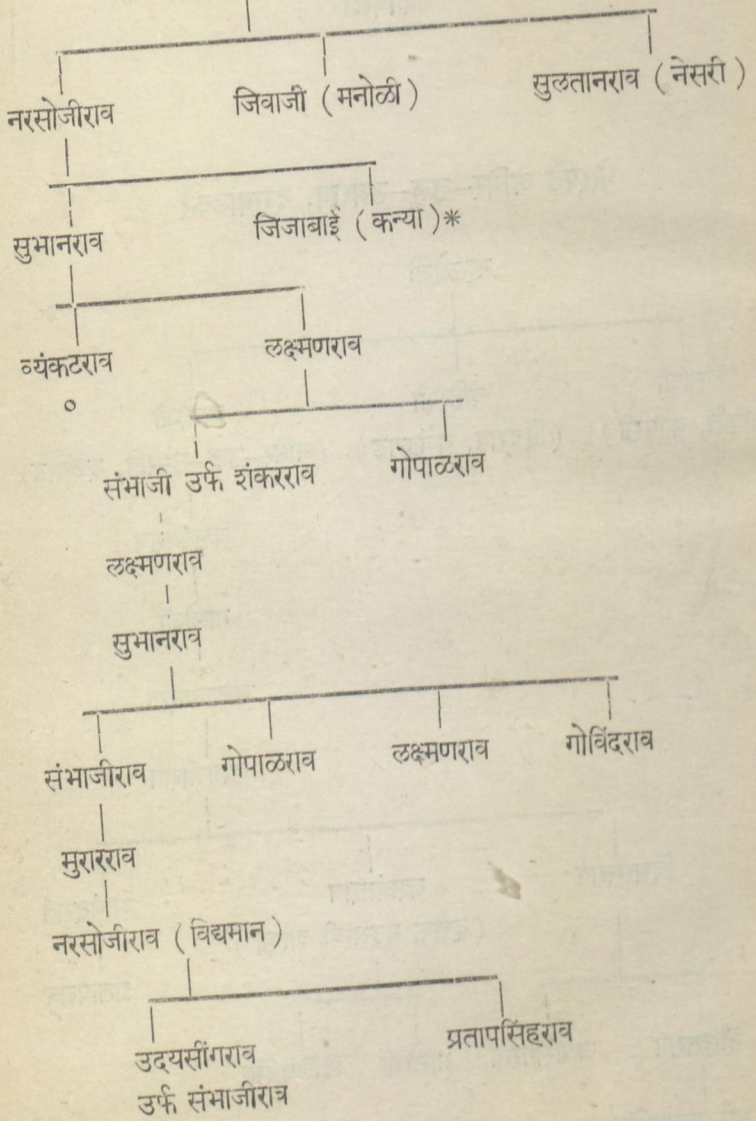 नरसोजीराव जिवाजी (मनोळी) सुलतानराव (नेसरी)
सुभानराव जिजाबाई (कन्या)*
व्यंकटराव लक्ष्मणराव
०
संभाजी उर्फ शंकरराव गोपाळराव
लक्ष्मणराव
सुभानराव
संभाजीराव गोपाळराव लक्ष्मणराव गोविंदराव
मुरारराव
नरसोजीराव (विद्यमान)
उदयसींगराव प्रतापसिंहराव
उर्फ संभाजीराव